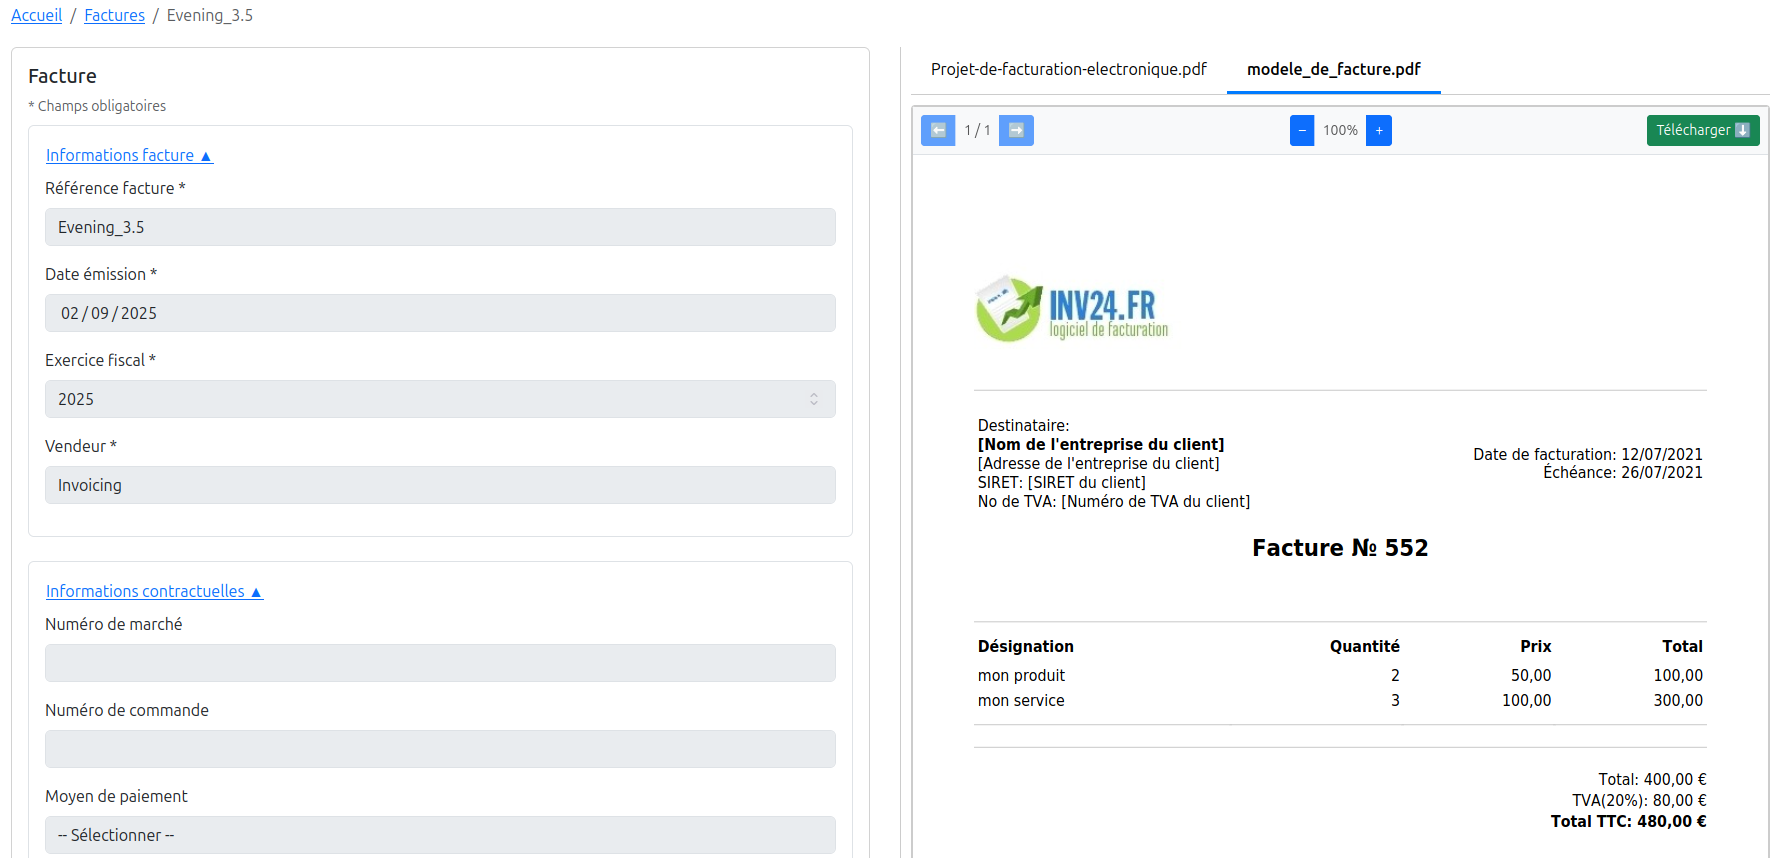 Accueil / Factures / Evening_3.5
Facture
* Champs obligatoires
Informations facture ▲
Référence facture *
Evening_3.5
Date émission *
02 / 09 / 2025
Exercice fiscal *
2025
Vendeur *
Invoicing
Informations contractuelles ▲
Numéro de marché
Numéro de commande
Moyen de paiement
-- Sélectionner --
Projet-de-facturation-electronique.pdf modele_de_facture.pdf
1 / 1 − 100% + Télécharger
INV24.FR
logiciel de facturation
Destinataire:
[Nom de l'entreprise du client]
[Adresse de l'entreprise du client]
SIRET: [SIRET du client]
No de TVA: [Numéro de TVA du client]
Date de facturation: 12/07/2021
Échéance: 26/07/2021
Facture № 552
Désignation Quantité Prix Total
mon produit 2 50,00 100,00
mon service 3 100,00 300,00
Total: 400,00 €
TVA(20%): 80,00 €
Total TTC: 480,00 €